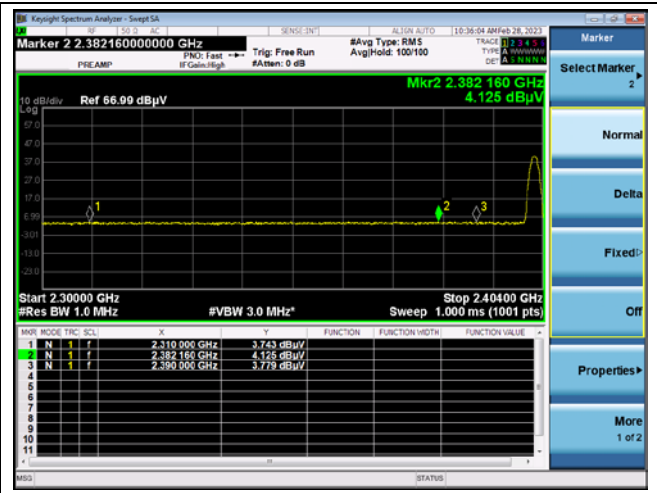 Keysight Spectrum Analyzer - Swept SA
RF 50 Ω AC SENSE:INT ALIGN AUTO 10:36:04 AM Feb 28, 2023
Marker 2 2.382160000000 GHz
PREAMP
PNO: Fast
IFGain:High
Trig: Free Run
#Atten: 0 dB
#Avg Type: RMS
Avg|Hold: 100/100
TRACE 1 2 3 4 5 6
TYPE A WWWWW
DET A S N N N N
Mkr2 2.382 160 GHz
4.125 dBµV
10 dB/div Ref 66.99 dBµV
Log
57.0
47.0
37.0
27.0
17.0
6.99
-3.01
-13.0
-23.0
1
2
3
Start 2.30000 GHz Stop 2.40400 GHz
#Res BW 1.0 MHz #VBW 3.0 MHz* Sweep 1.000 ms (1001 pts)
MKR MODE TRC SCL X Y FUNCTION FUNCTION WIDTH FUNCTION VALUE
1 N 1 f 2.310 000 GHz 3.743 dBµV
2 N 1 f 2.382 160 GHz 4.125 dBµV
3 N 1 f 2.390 000 GHz 3.779 dBµV
4
5
6
7
8
9
10
11
MSG STATUS
Marker
Select Marker
2
Normal
Delta
Fixed
Off
Properties
More
1 of 2